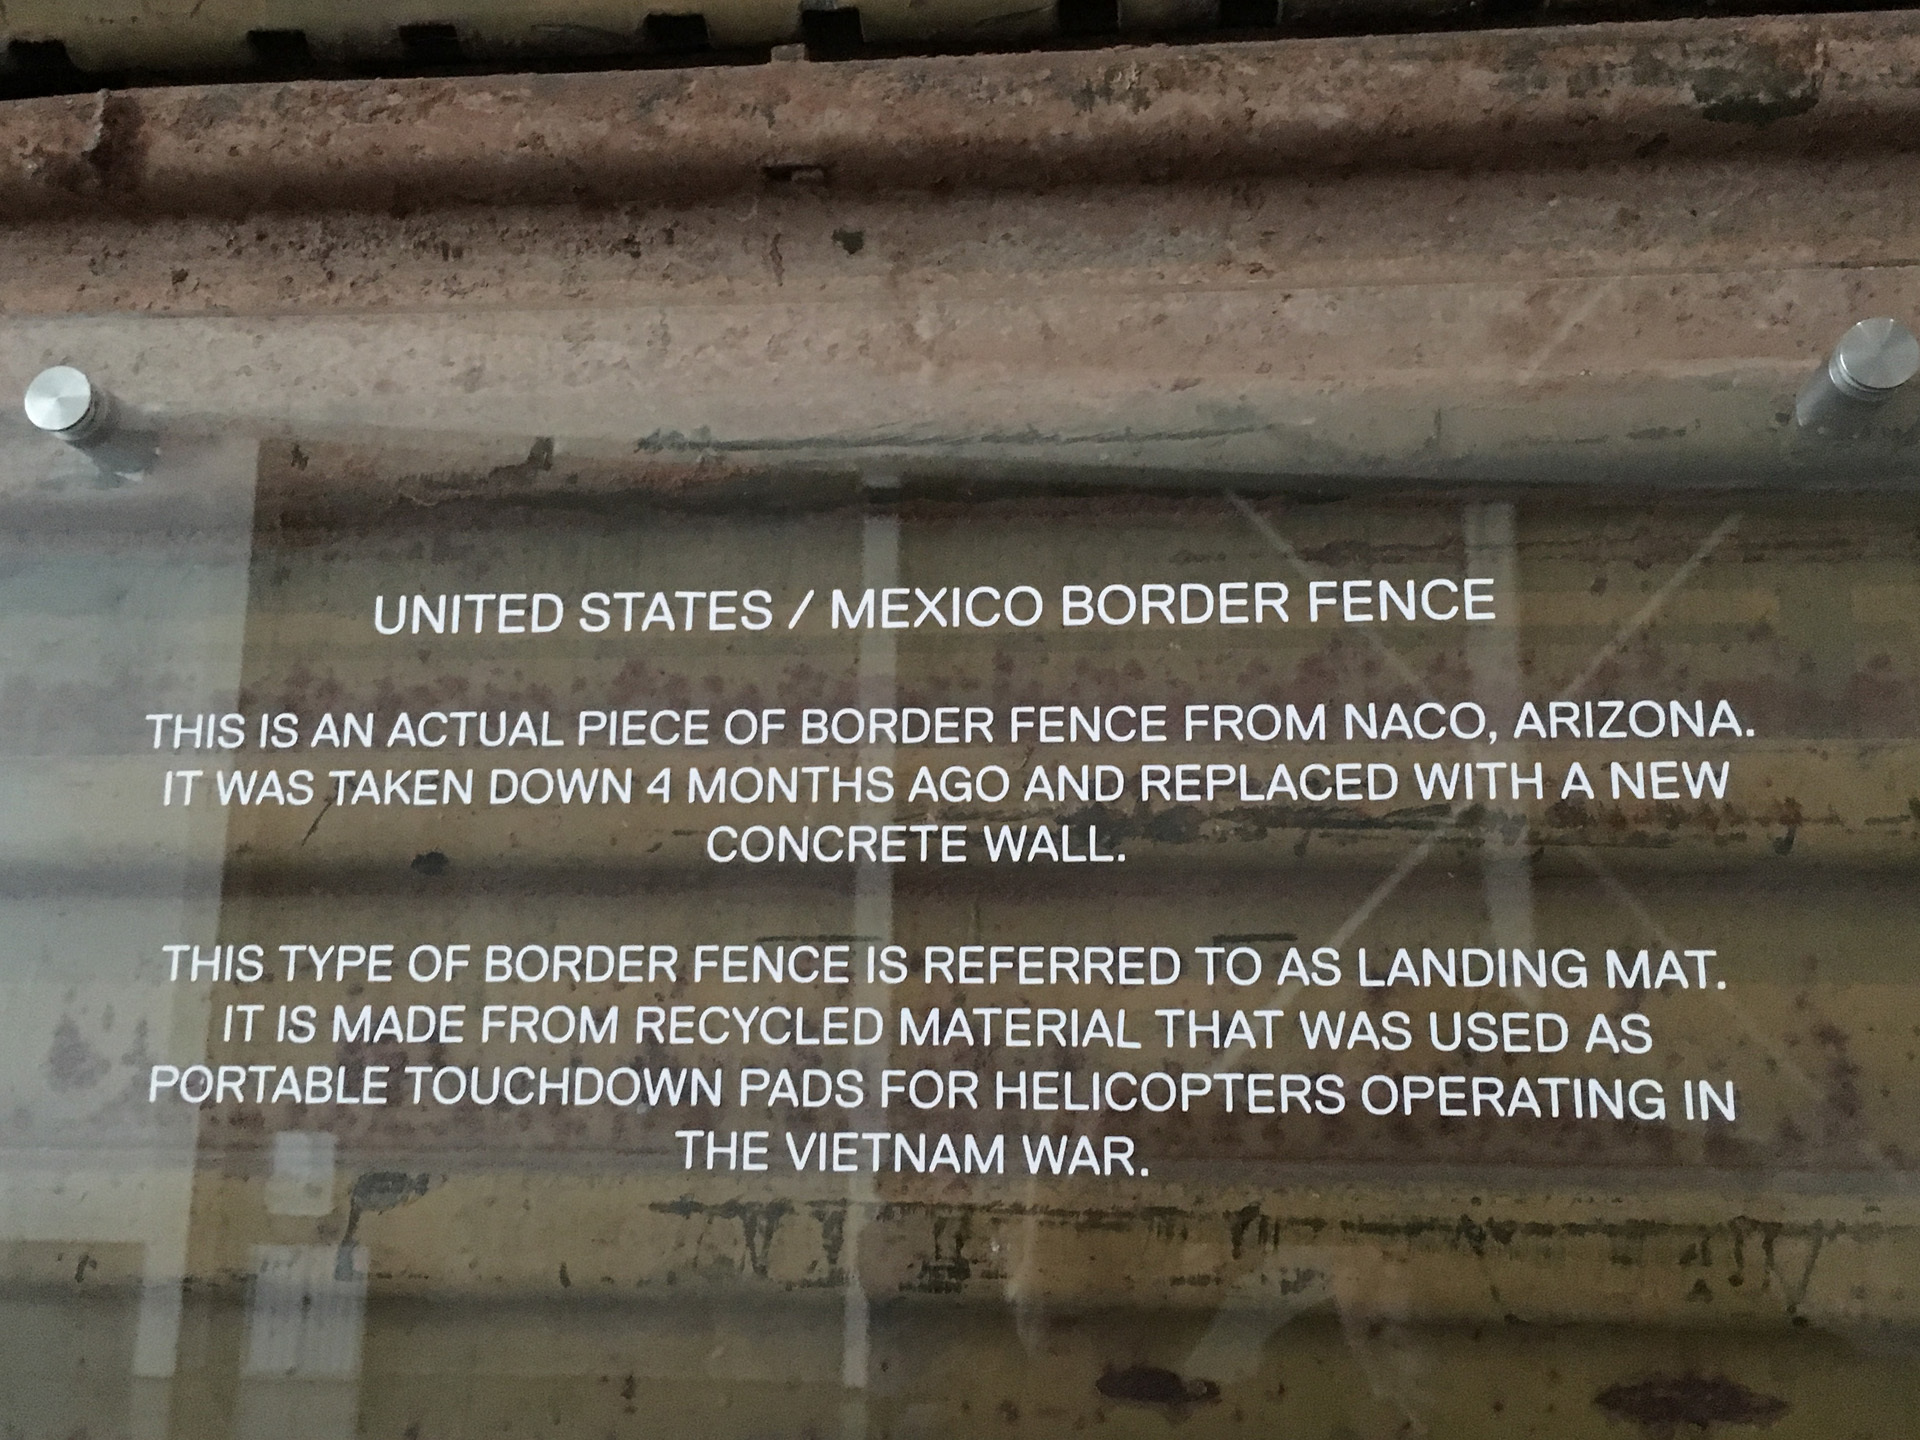 UNITED STATES / MEXICO BORDER FENCE
THIS IS AN ACTUAL PIECE OF BORDER FENCE FROM NACO, ARIZONA.
IT WAS TAKEN DOWN 4 MONTHS AGO AND REPLACED WITH A NEW
CONCRETE WALL.
THIS TYPE OF BORDER FENCE IS REFERRED TO AS LANDING MAT.
IT IS MADE FROM RECYCLED MATERIAL THAT WAS USED AS
PORTABLE TOUCHDOWN PADS FOR HELICOPTERS OPERATING IN
THE VIETNAM WAR.